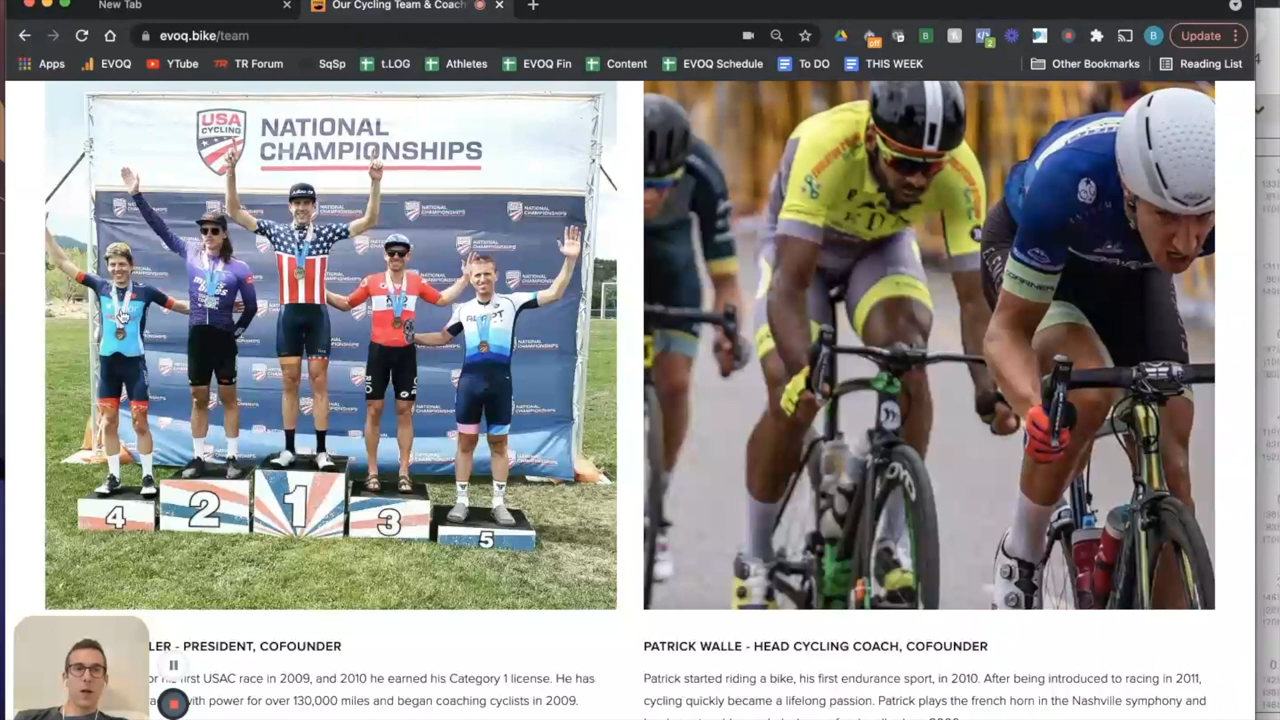 New Tab
Our Cycling Team & Coach
evoq.bike/team
off
B
2
B
Update
Apps
EVOQ
YTube
TR Forum
SqSp
t.LOG
Athletes
EVOQ Fin
Content
EVOQ Schedule
To DO
THIS WEEK
Other Bookmarks
Reading List
USA
CYCLING
NATIONAL
CHAMPIONSHIPS
4
2
1
3
5
LER - PRESIDENT, COFOUNDER
first USAC race in 2009, and 2010 he earned his Category 1 license. He has
with power for over 130,000 miles and began coaching cyclists in 2009.
PATRICK WALLE - HEAD CYCLING COACH, COFOUNDER
Patrick started riding a bike, his first endurance sport, in 2010. After being introduced to racing in 2011,
cycling quickly became a lifelong passion. Patrick plays the french horn in the Nashville symphony and